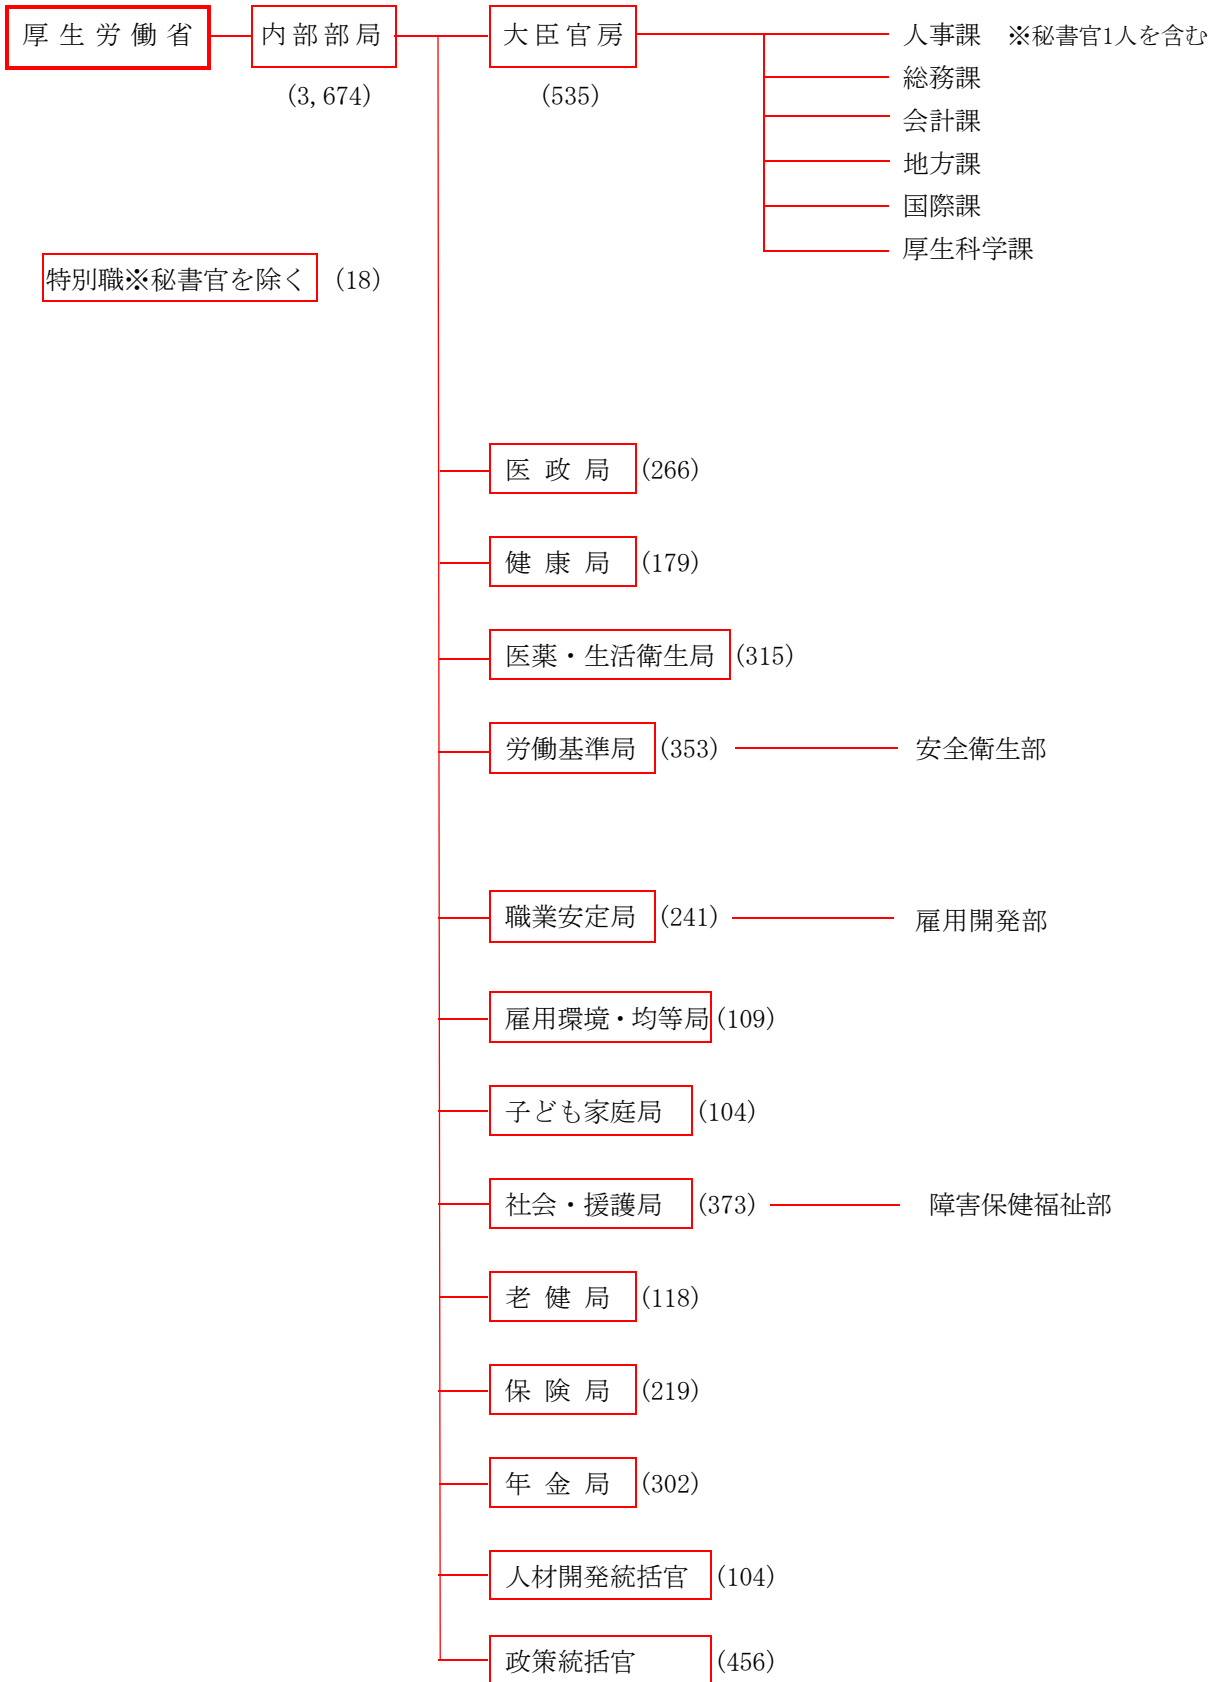 厚生労働省 内部部局 大臣官房 人事課 ※秘書官1人を含む
総務課
(3,674) (535)
会計課
地方課
国際課
厚生科学課
特別職※秘書官を除く (18)
医政局 (266)
健康局 (179)
医薬・生活衛生局 (315)
労働基準局 (353) 安全衛生部
職業安定局 (241) 雇用開発部
雇用環境・均等局 (109)
子ども家庭局 (104)
社会・援護局 (373) 障害保健福祉部
老健局 (118)
保険局 (219)
年金局 (302)
人材開発統括官 (104)
政策統括官 (456)